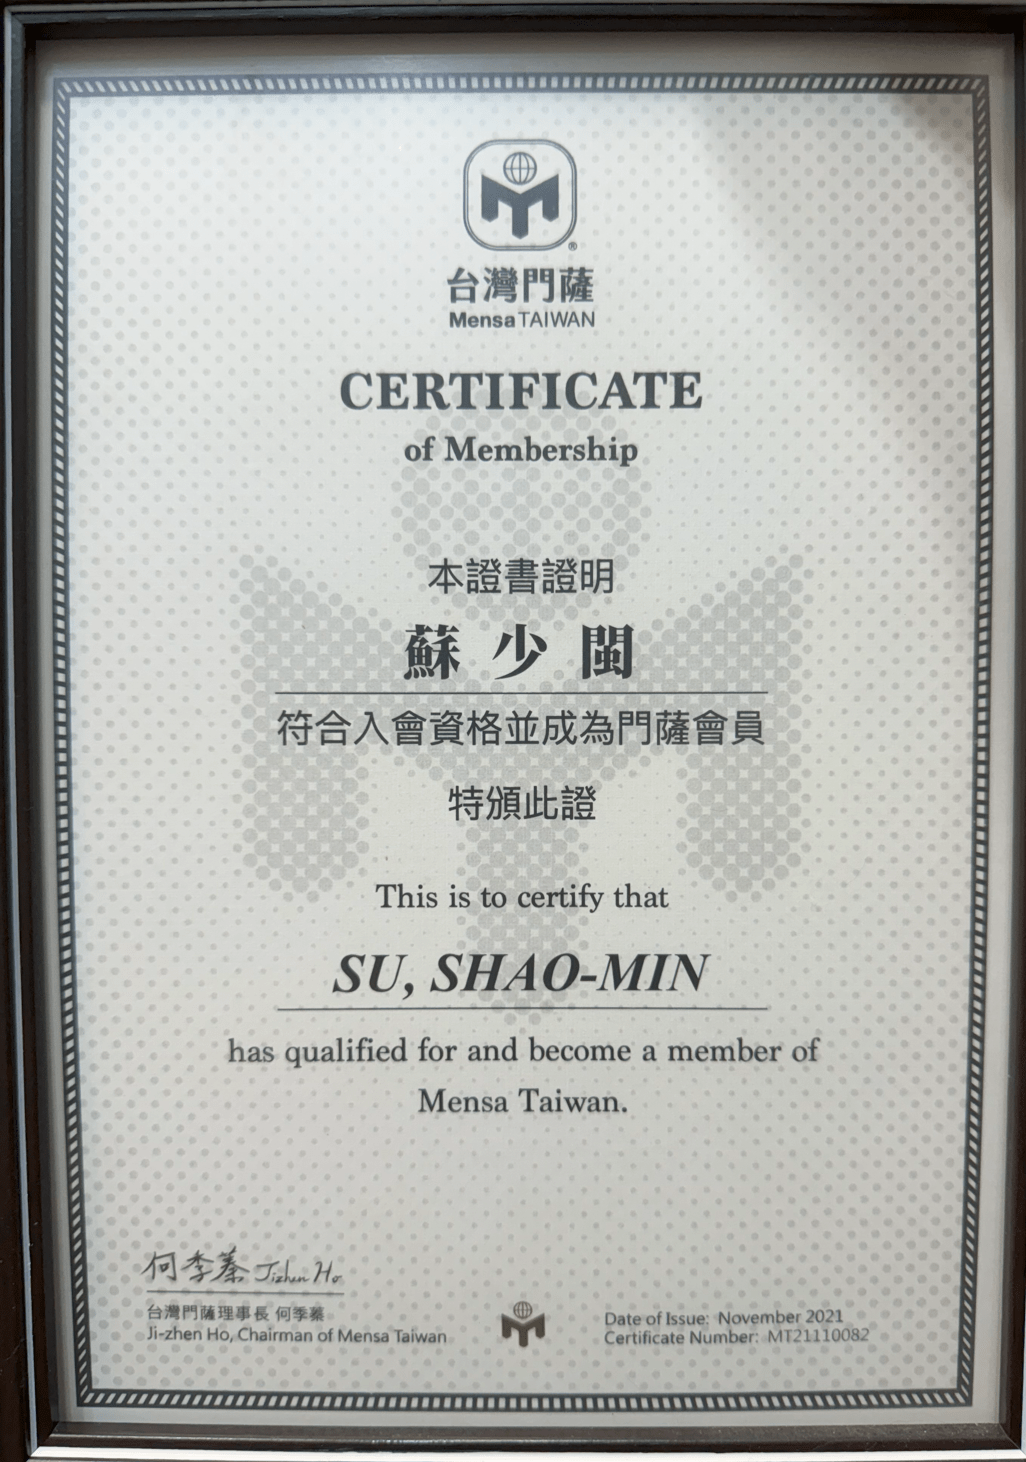 台灣門薩
Mensa TAIWAN
CERTIFICATE
of Membership
本證書證明
蘇少閩
符合入會資格並成為門薩會員
特頒此證
This is to certify that
SU, SHAO-MIN
has qualified for and become a member of
Mensa Taiwan.
何季蓁 Jizhen Ho
台灣門薩理事長 何季蓁
Ji-zhen Ho, Chairman of Mensa Taiwan
Date of Issue: November 2021
Certificate Number: MT21110082